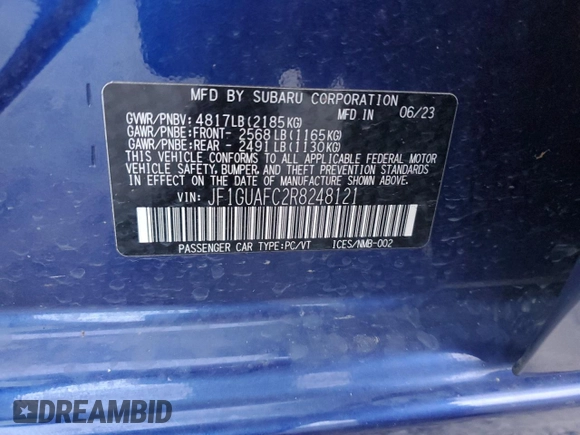 MFD BY SUBARU CORPORATION
GVWR/PNBV: 4817LB(2185KG) MFD IN 06/23
GAWR/PNBE:FRONT- 2568LB(1165KG)
GAWR/PNBE:REAR - 2491LB(1130KG)
THIS VEHICLE CONFORMS TO ALL APPLICABLE FEDERAL MOTOR
VEHICLE SAFETY, BUMPER, AND THEFT PREVENTION STANDARDS
IN EFFECT ON THE DATE OF MANUFACTURE SHOWN ABOVE.
VIN: JF1GUAFC2R8248121
PASSENGER CAR TYPE:PC/VT ICES/NMB-002
DREAMBID